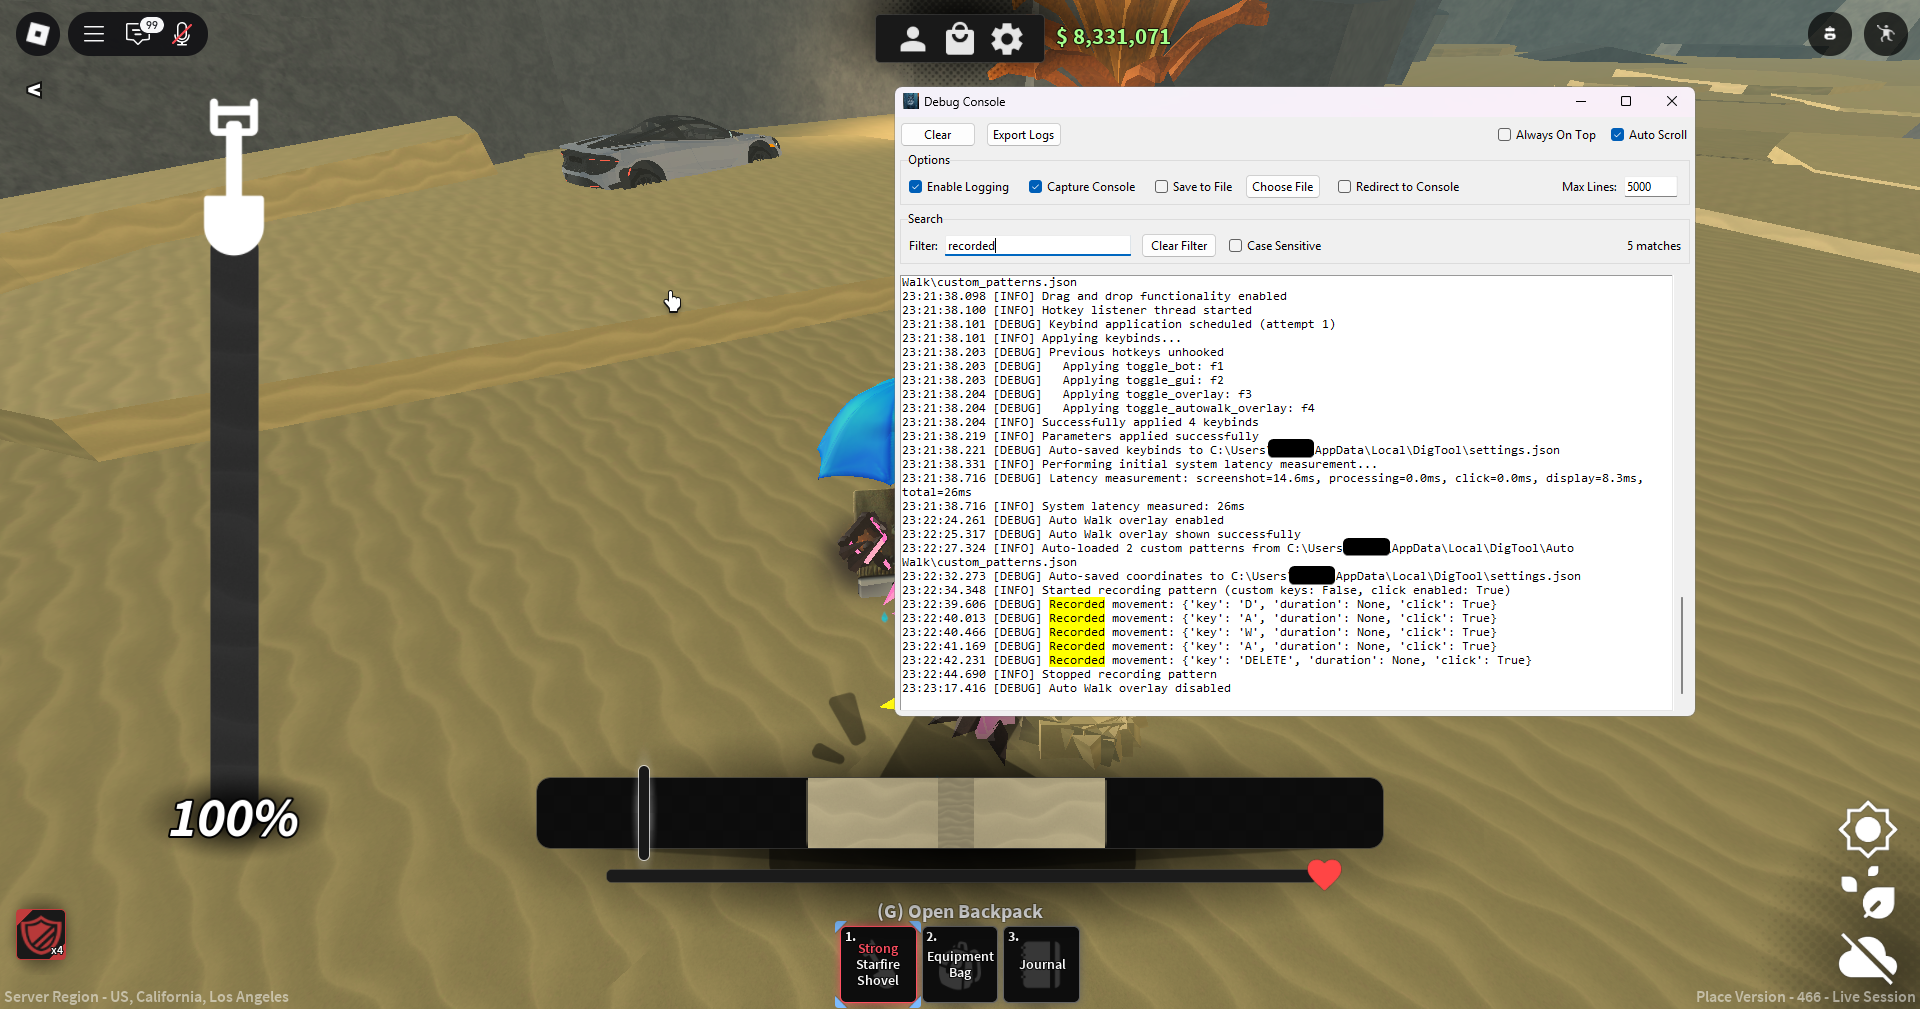 99
$ 8,331,071
<
Debug Console
Clear
Export Logs
Always On Top
Auto Scroll
Options
Enable Logging
Capture Console
Save to File
Choose File
Redirect to Console
Max Lines:
5000
Search
Filter:
recorded
Clear Filter
Case Sensitive
5 matches
Walk\custom_patterns.json
23:21:38.098 [INFO] Drag and drop functionality enabled
23:21:38.100 [INFO] Hotkey listener thread started
23:21:38.101 [DEBUG] Keybind application scheduled (attempt 1)
23:21:38.101 [INFO] Applying keybinds...
23:21:38.203 [DEBUG] Previous hotkeys unhooked
23:21:38.203 [DEBUG]   Applying toggle_bot: f1
23:21:38.203 [DEBUG]   Applying toggle_gui: f2
23:21:38.204 [DEBUG]   Applying toggle_overlay: f3
23:21:38.204 [DEBUG]   Applying toggle_autowalk_overlay: f4
23:21:38.204 [INFO] Successfully applied 4 keybinds
23:21:38.219 [INFO] Parameters applied successfully
23:21:38.221 [DEBUG] Auto-saved keybinds to C:\Users AppData\Local\DigTool\settings.json
23:21:38.331 [INFO] Performing initial system latency measurement...
23:21:38.716 [DEBUG] Latency measurement: screenshot=14.6ms, processing=0.0ms, click=0.0ms, display=8.3ms,
total=26ms
23:21:38.716 [INFO] System latency measured: 26ms
23:22:24.261 [DEBUG] Auto Walk overlay enabled
23:22:25.317 [DEBUG] Auto Walk overlay shown successfully
23:22:27.324 [INFO] Auto-loaded 2 custom patterns from C:\Users AppData\Local\DigTool\Auto
Walk\custom_patterns.json
23:22:32.273 [DEBUG] Auto-saved coordinates to C:\Users AppData\Local\DigTool\settings.json
23:22:34.348 [INFO] Started recording pattern (custom keys: False, click enabled: True)
23:22:39.606 [DEBUG] Recorded movement: {'key': 'D', 'duration': None, 'click': True}
23:22:40.013 [DEBUG] Recorded movement: {'key': 'A', 'duration': None, 'click': True}
23:22:40.466 [DEBUG] Recorded movement: {'key': 'W', 'duration': None, 'click': True}
23:22:41.169 [DEBUG] Recorded movement: {'key': 'A', 'duration': None, 'click': True}
23:22:42.231 [DEBUG] Recorded movement: {'key': 'DELETE', 'duration': None, 'click': True}
23:22:44.690 [INFO] Stopped recording pattern
23:23:17.416 [DEBUG] Auto Walk overlay disabled
100%
(G) Open Backpack
1.
Strong
Starfire
Shovel
2.
Equipment
Bag
3.
Journal
x4
Server Region - US, California, Los Angeles
Place Version - 466 - Live Session